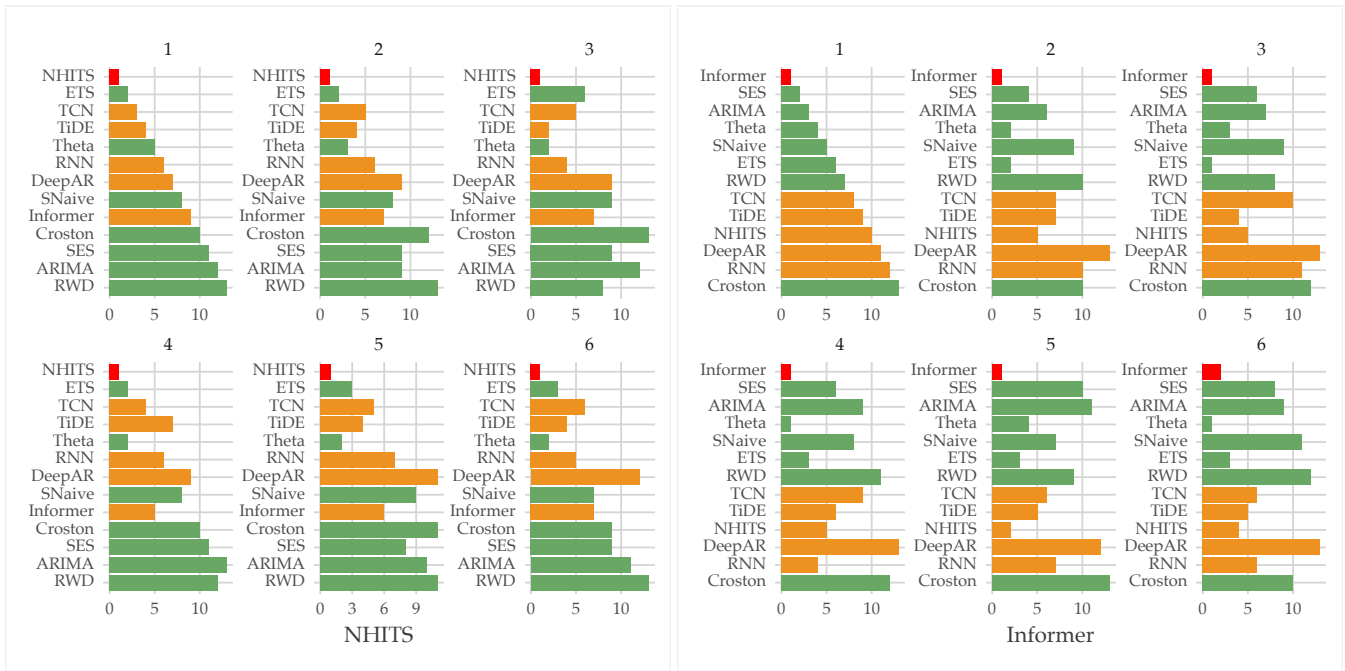 1 2 3
NHITS NHITS NHITS
ETS ETS ETS
TCN TCN TCN
TiDE TiDE TiDE
Theta Theta Theta
RNN RNN RNN
DeepAR DeepAR DeepAR
SNaive SNaive SNaive
Informer Informer Informer
Croston Croston Croston
SES SES SES
ARIMA ARIMA ARIMA
RWD RWD RWD
0 5 10 0 5 10 0 5 10
4 5 6
NHITS NHITS NHITS
ETS ETS ETS
TCN TCN TCN
TiDE TiDE TiDE
Theta Theta Theta
RNN RNN RNN
DeepAR DeepAR DeepAR
SNaive SNaive SNaive
Informer Informer Informer
Croston Croston Croston
SES SES SES
ARIMA ARIMA ARIMA
RWD RWD RWD
0 5 10 0 3 6 9 0 5 10
NHITS
1 2 3
Informer Informer Informer
SES SES SES
ARIMA ARIMA ARIMA
Theta Theta Theta
SNaive SNaive SNaive
ETS ETS ETS
RWD RWD RWD
TCN TCN TCN
TiDE TiDE TiDE
NHITS NHITS NHITS
DeepAR DeepAR DeepAR
RNN RNN RNN
Croston Croston Croston
0 5 10 0 5 10 0 5 10
4 5 6
Informer Informer Informer
SES SES SES
ARIMA ARIMA ARIMA
Theta Theta Theta
SNaive SNaive SNaive
ETS ETS ETS
RWD RWD RWD
TCN TCN TCN
TiDE TiDE TiDE
NHITS NHITS NHITS
DeepAR DeepAR DeepAR
RNN RNN RNN
Croston Croston Croston
0 5 10 0 5 10 0 5 10
Informer